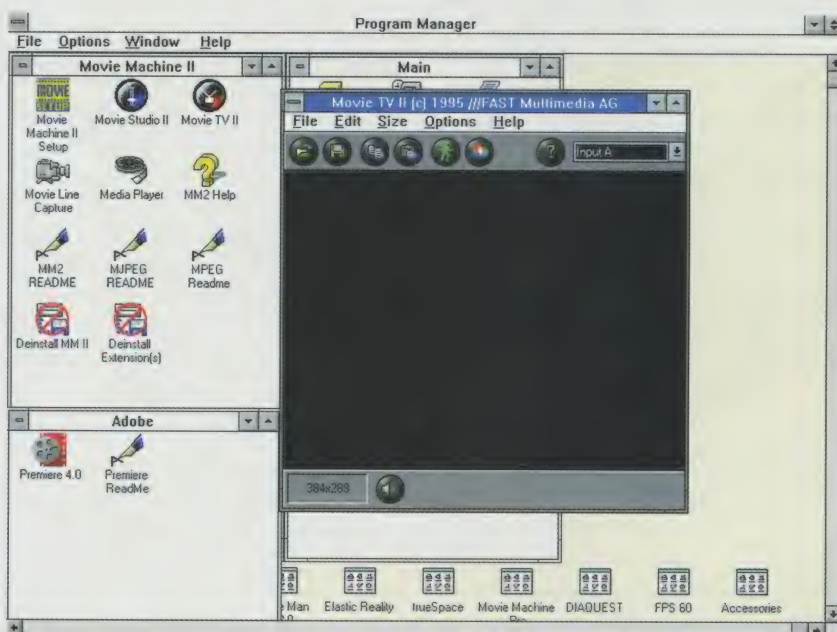 Program Manager
File Options Window Help
Movie Machine II
MOVIE
SETUP
Movie
Machine II
Setup
Movie Studio II
Movie TV II
Movie Line
Capture
Media Player
MM2 Help
MM2
README
MJPEG
README
MPEG
Readme
Deinstall MM II
Deinstall
Extension(s)
Adobe
Premiere 4.0
Premiere
ReadMe
Main
Movie TV II (c) 1995 ///FAST Multimedia AG
File Edit Size Options Help
Input A
384x288
Man
Elastic Reality
trueSpace
Movie Machine
Pro
DIAQUEST
FPS 60
Accessories